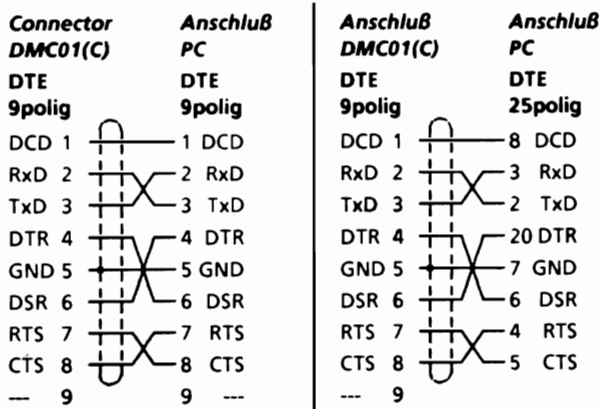 Connector Anschluß
DMC01(C) PC
DTE DTE
9polig 9polig
DCD 1 1 DCD
RxD 2 2 RxD
TxD 3 3 TxD
DTR 4 4 DTR
GND 5 5 GND
DSR 6 6 DSR
RTS 7 7 RTS
CTS 8 8 CTS
--- 9 9 ---
Anschluß Anschluß
DMC01(C) PC
DTE DTE
9polig 25polig
DCD 1 8 DCD
RxD 2 3 RxD
TxD 3 2 TxD
DTR 4 20 DTR
GND 5 7 GND
DSR 6 6 DSR
RTS 7 4 RTS
CTS 8 5 CTS
--- 9